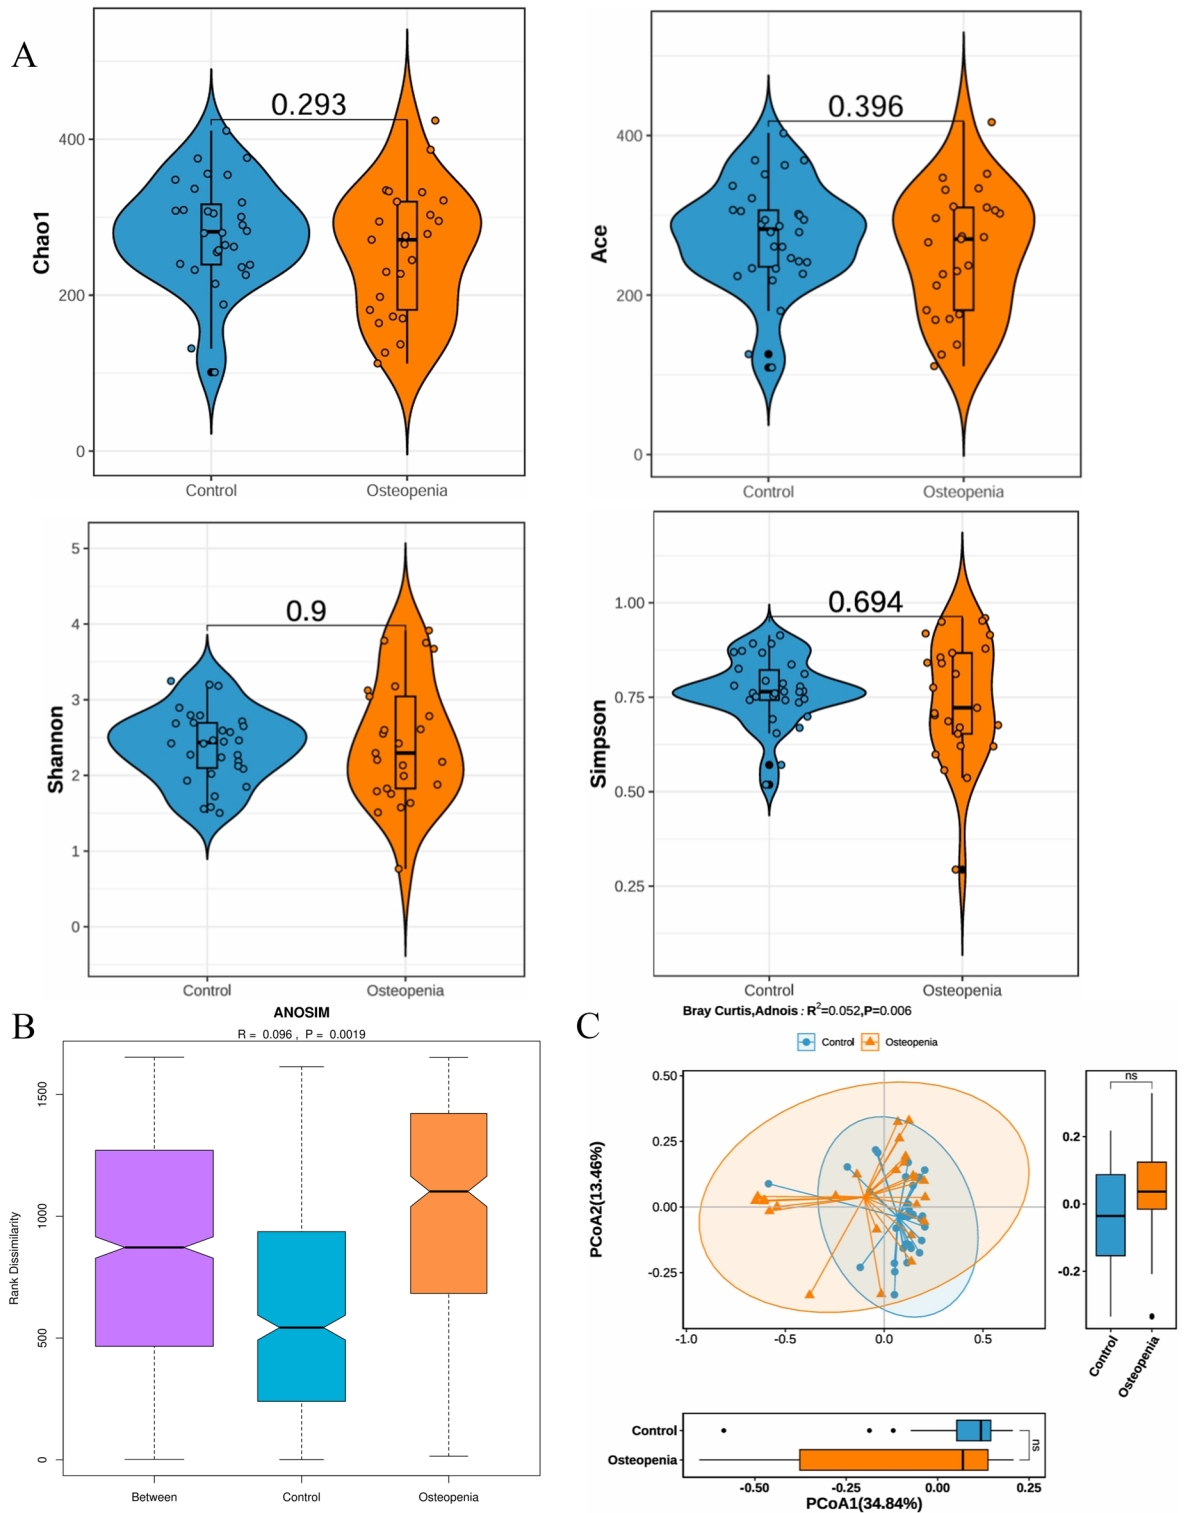 A
0.293
400
200
0
Chao1
Control
Osteopenia
0.396
400
200
0
Ace
Control
Osteopenia
0.9
5
4
3
2
1
0
Shannon
Control
Osteopenia
0.694
1.00
0.75
0.50
0.25
Simpson
Control
Osteopenia
B
ANOSIM
R = 0.096 , P = 0.0019
1500
1000
500
0
Rank Dissimilarity
Between
Control
Osteopenia
C
Bray Curtis,Adnois : R²=0.052,P=0.006
Control
Osteopenia
0.50
0.25
0.00
-0.25
PCoA2(13.46%)
-1.0
-0.5
0.0
0.5
ns
0.2
0.0
-0.2
Control
Osteopenia
Control
Osteopenia
ns
-0.50
-0.25
0.00
0.25
PCoA1(34.84%)